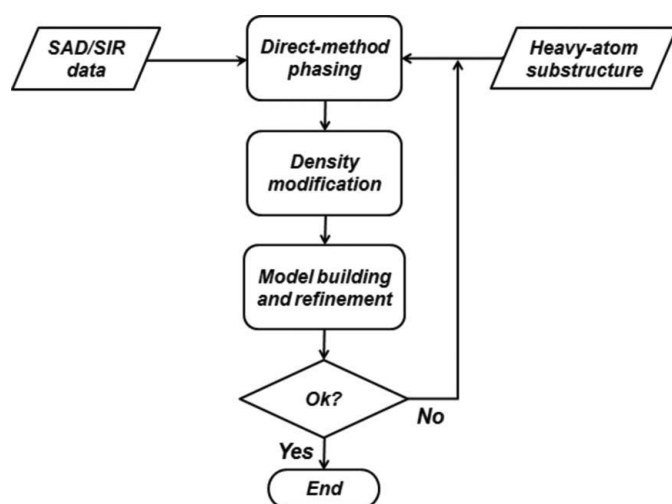 SAD/SIR
data
Direct-method
phasing
Heavy-atom
substructure
Density
modification
Model building
and refinement
Ok?
No
Yes
End